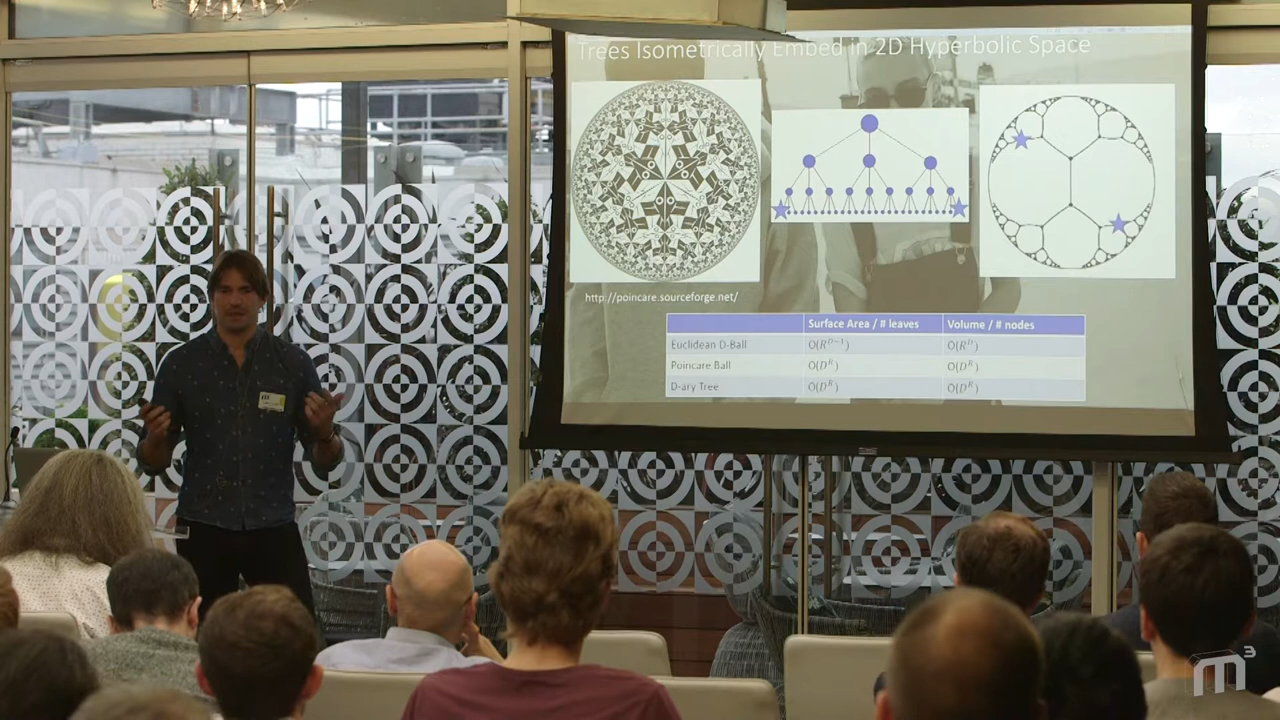 Trees Isometrically Embed in 2D Hyperbolic Space
http://poincare.sourceforge.net/
Surface Area / # leaves Volume / # nodes
Euclidean D-Ball O(R^{D-1}) O(R^D)
Poincare Ball O(D^R) O(D^R)
D-ary Tree O(D^R) O(D^R)
m³